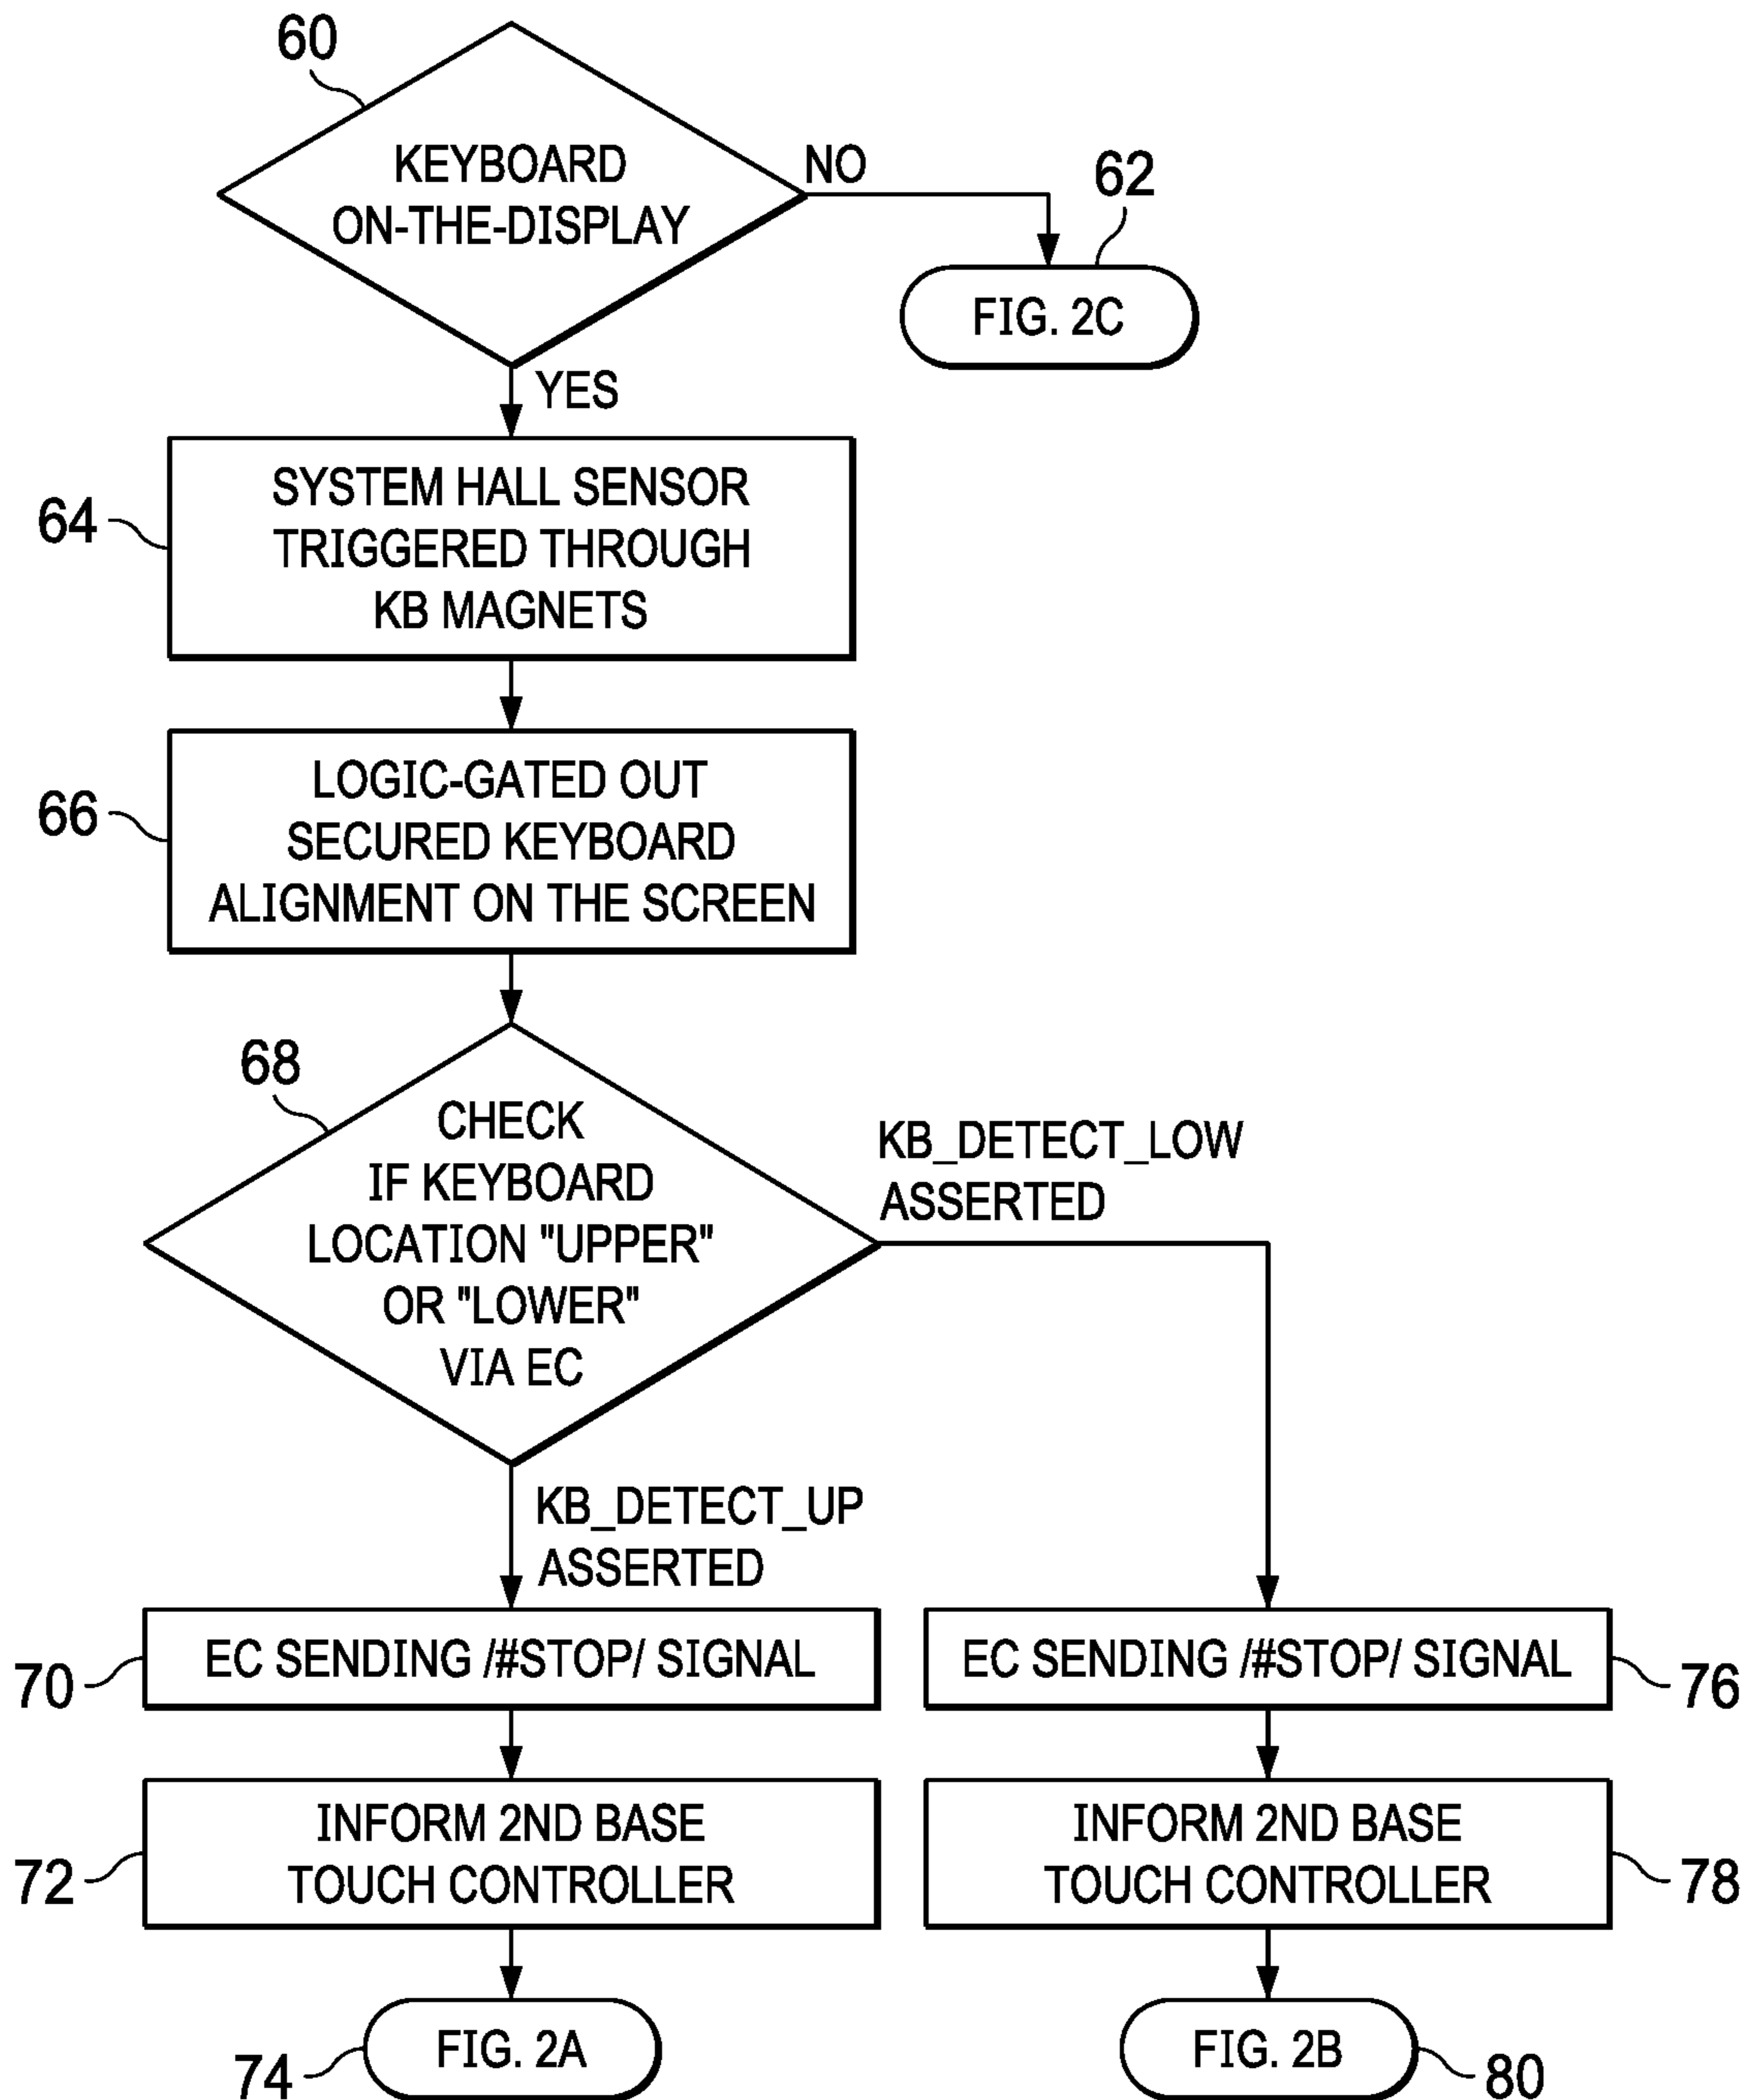 60
KEYBOARD
ON-THE-DISPLAY
NO
62
FIG. 2C
YES
64
SYSTEM HALL SENSOR
TRIGGERED THROUGH
KB MAGNETS
66
LOGIC-GATED OUT
SECURED KEYBOARD
ALIGNMENT ON THE SCREEN
68
CHECK
IF KEYBOARD
LOCATION "UPPER"
OR "LOWER"
VIA EC
KB_DETECT_LOW
ASSERTED
KB_DETECT_UP
ASSERTED
70
EC SENDING /#STOP/ SIGNAL
EC SENDING /#STOP/ SIGNAL
76
72
INFORM 2ND BASE
TOUCH CONTROLLER
INFORM 2ND BASE
TOUCH CONTROLLER
78
74
FIG. 2A
FIG. 2B
80